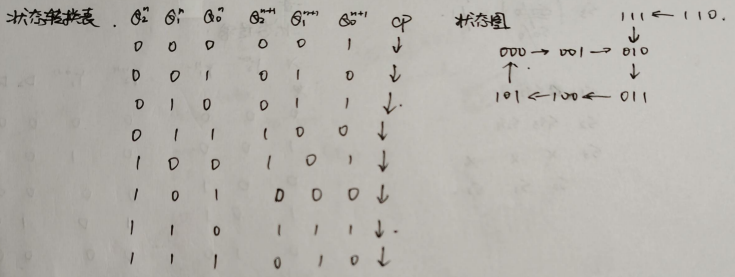 状态转换表. Q₂ⁿ Q₁ⁿ Q₀ⁿ Q₂ⁿ⁺¹ Q₁ⁿ⁺¹ Q₀ⁿ⁺¹ CP
0 0 0 0 0 1 ↓
0 0 1 0 1 0 ↓
0 1 0 0 1 1 ↓.
0 1 1 1 0 0 ↓
1 0 0 1 0 1 ↓
1 0 1 0 0 0 ↓
1 1 0 1 1 1 ↓.
1 1 1 0 1 0 ↓
状态图 111 ← 110.
↓
000 → 001 → 010
↑ ↓
101 ← 100 ← 011